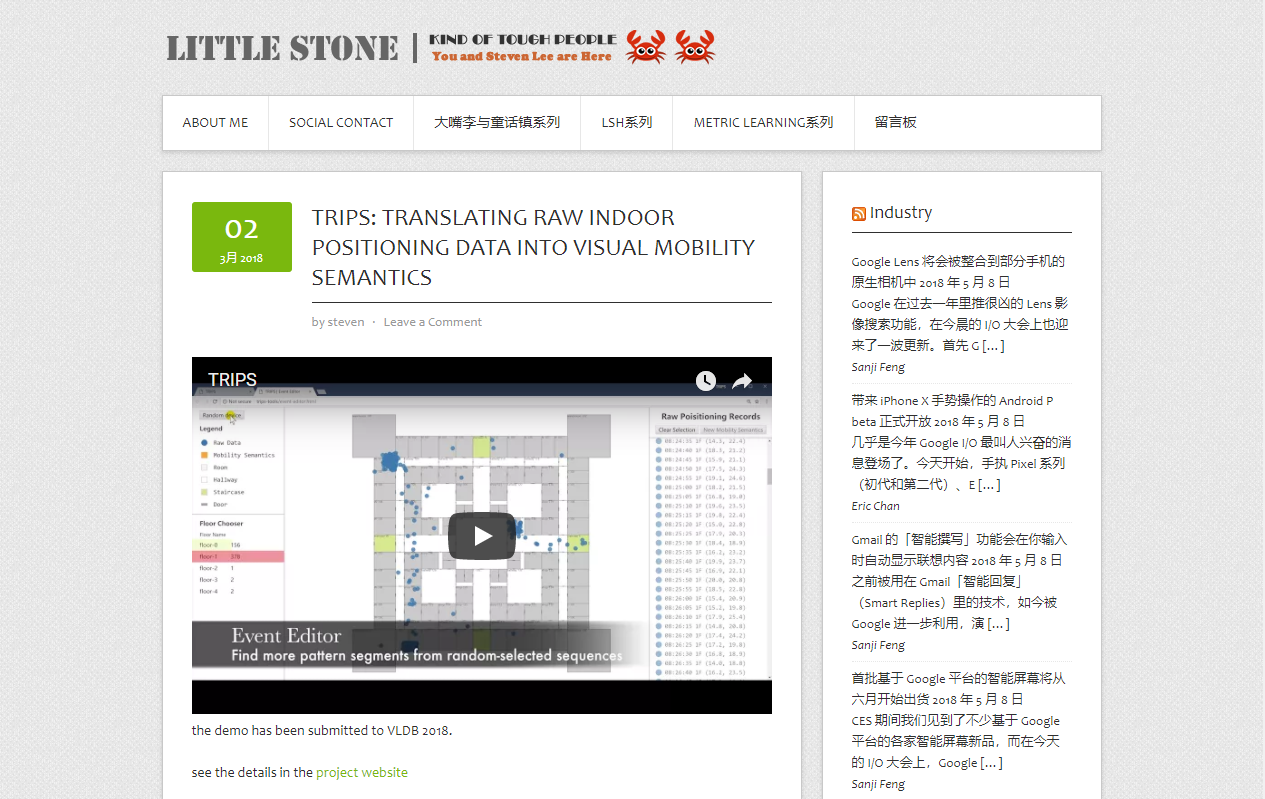 LITTLE STONE | KIND OF TOUGH PEOPLE
You and Steven Lee are Here
ABOUT ME
SOCIAL CONTACT
大嘴李与童话镇系列
LSH系列
METRIC LEARNING系列
留言板
02
3月 2018
TRIPS: TRANSLATING RAW INDOOR
POSITIONING DATA INTO VISUAL MOBILITY
SEMANTICS
by steven · Leave a Comment
TRIPS
Random device
Legend
Raw Data
Mobility Semantics
Room
Hallway
Staircase
Door
Floor Chooser
Floor Name
floor-0 156
floor-1 378
floor-2 1
floor-3 2
floor-4 2
Raw Poisitioning Records
Clear Selection
New Mobility Semantics
Event Editor
Find more pattern segments from random-selected sequences
the demo has been submitted to VLDB 2018.
see the details in the project website
Industry
Google Lens 将会被整合到部分手机的
原生相机中 2018 年 5 月 8 日
Google 在过去一年里推很凶的 Lens 影
像搜索功能，在今晨的 I/O 大会上也迎
来了一波更新。首先 G [… ]
Sanji Feng
带来 iPhone X 手势操作的 Android P
beta 正式开放 2018 年 5 月 8 日
几乎是今年 Google I/O 最叫人兴奋的消
息登场了。今天开始，手执 Pixel 系列
（初代和第二代）、E [… ]
Eric Chan
Gmail 的「智能撰写」功能会在你输入
时自动显示联想内容 2018 年 5 月 8 日
之前被用在 Gmail「智能回复」
（Smart Replies）里的技术，如今被
Google 进一步利用，演 [… ]
Sanji Feng
首批基于 Google 平台的智能屏幕将从
六月开始出货 2018 年 5 月 8 日
CES 期间我们见到了不少基于 Google
平台的各家智能屏幕新品，而在今天
的 I/O 大会上，Google [… ]
Sanji Feng